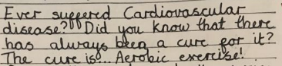 Ever suffered Cardiovascular
disease? Did you know that there
has always been a cure for it?
The cure is... Aerobic exercise!